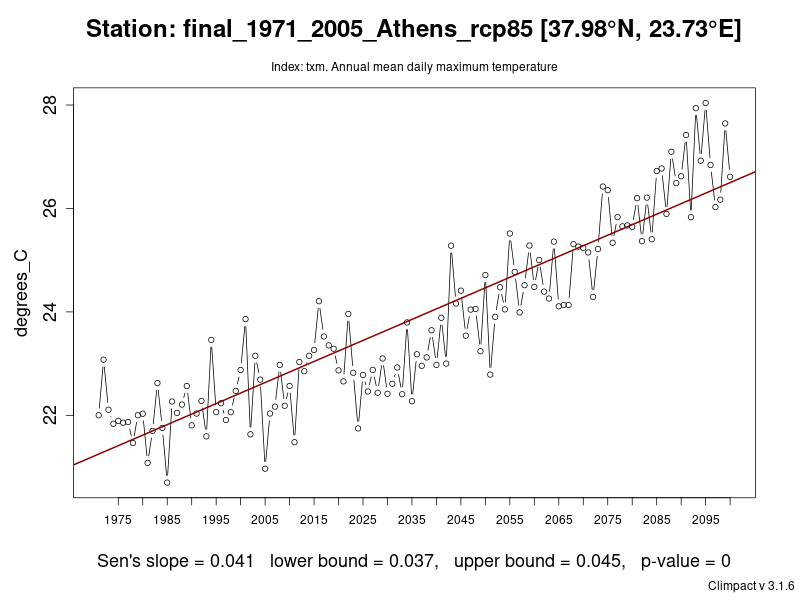 Station: final_1971_2005_Athens_rcp85 [37.98°N, 23.73°E]
Index: txm. Annual mean daily maximum temperature
28
26
24
22
degrees_C
1975 1985 1995 2005 2015 2025 2035 2045 2055 2065 2075 2085 2095
Sen's slope = 0.041 lower bound = 0.037, upper bound = 0.045, p-value = 0
Climpact v 3.1.6